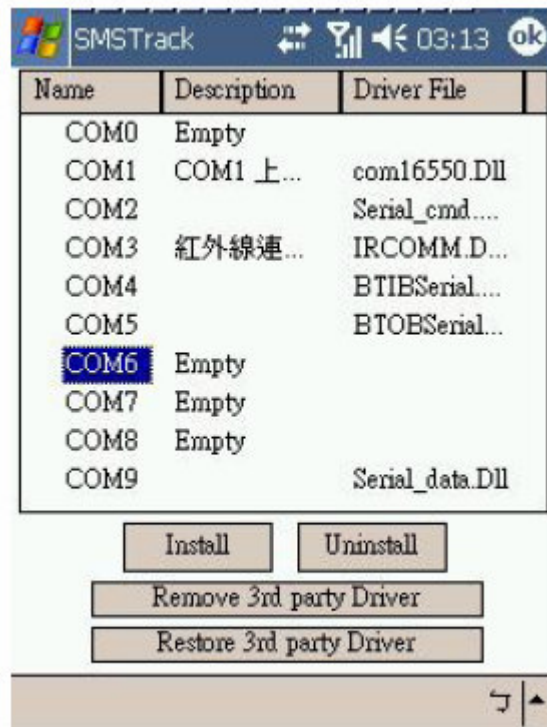 SMSTrack 03:13 ok
Name Description Driver File
COM0 Empty
COM1 COM1 上... com16550.Dll
COM2 Serial_cmd....
COM3 紅外線連... IRCOMM.D...
COM4 BTIBSerial....
COM5 BTOBSerial...
COM6 Empty
COM7 Empty
COM8 Empty
COM9 Serial_data.Dll
Install Uninstall
Remove 3rd party Driver
Restore 3rd party Driver
ㄅ